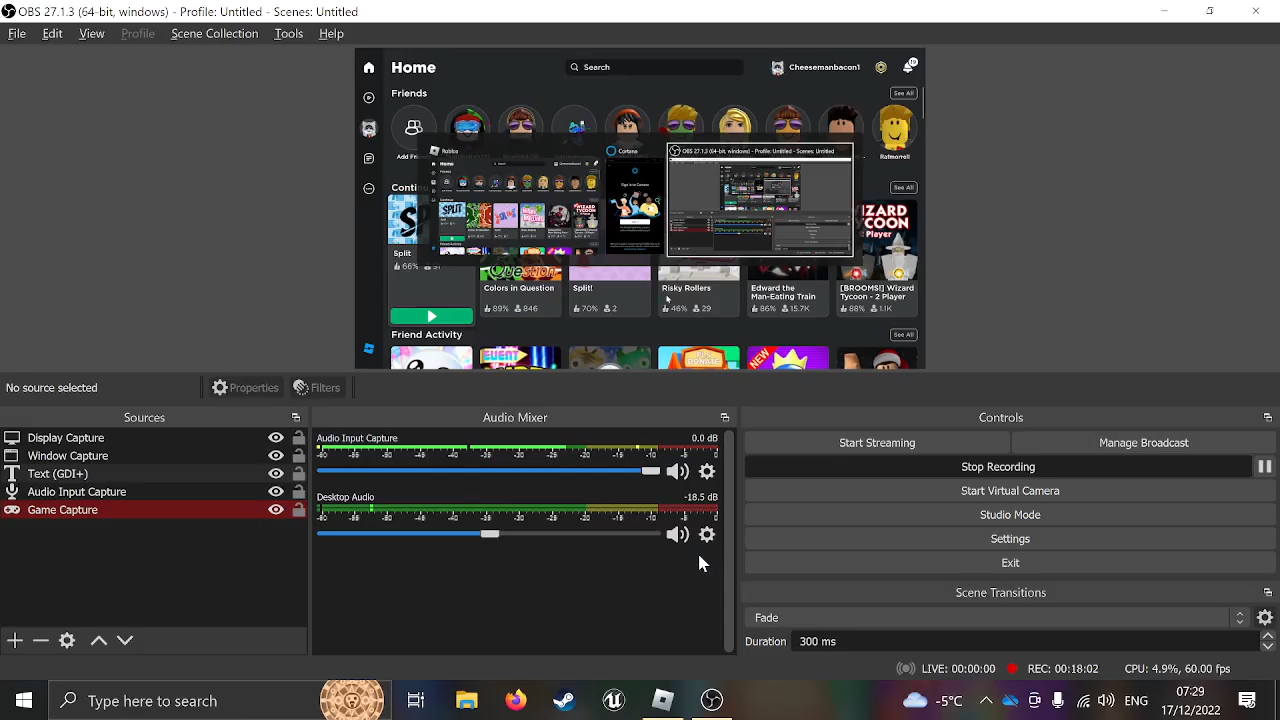 OBS 27.1.3 (64-bit, windows) - Profile: Untitled - Scenes: Untitled
File Edit View Profile Scene Collection Tools Help
Home
Search
Cheesemanbacon1
19
Friends
See All
Add
Ratmorrell
Roblox
Cortana
OBS 27.1.3 (64-bit, windows) - Profile: Untitled - Scenes: Untitled
See All
Split
66%
Colors in Question
89% 846
Split!
70% 2
Risky Rollers
46% 29
Edward the
Man-Eating Train
86% 15.7K
[BROOMS!] Wizard
Tycoon - 2 Player
88% 1.1K
Friend Activity
See All
EVENT
NEW
No source selected
Properties
Filters
Sources
Display Capture
Window Capture
Text (GDI+)
Audio Input Capture
Game Capture
Audio Mixer
Audio Input Capture 0.0 dB
Desktop Audio -18.5 dB
Controls
Start Streaming
Manage Broadcast
Stop Recording
Start Virtual Camera
Studio Mode
Settings
Exit
Scene Transitions
Fade
Duration 300 ms
LIVE: 00:00:00 REC: 00:18:02 CPU: 4.9%, 60.00 fps
Type here to search
-5°C
ENG
07:29
17/12/2022